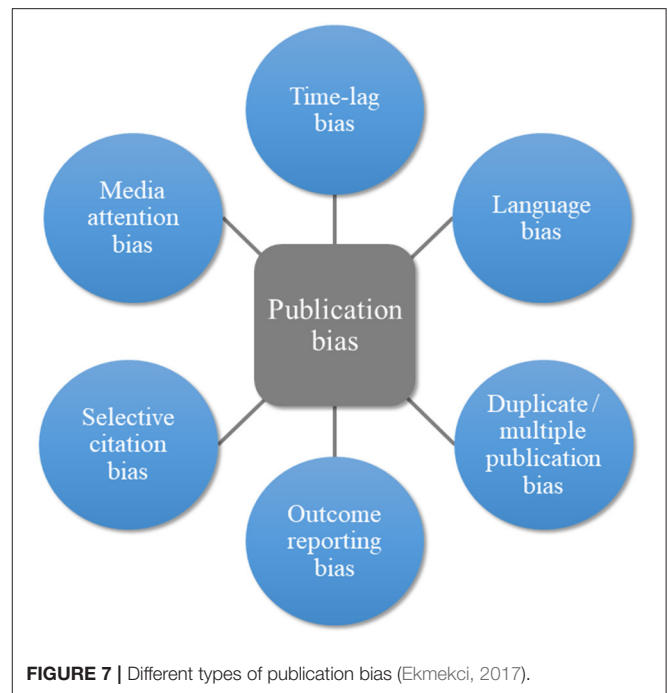 Time-lag
bias
Media
attention
bias
Language
bias
Publication
bias
Selective
citation
bias
Duplicate /
multiple
publication
bias
Outcome
reporting
bias
FIGURE 7 | Different types of publication bias (Ekmekci, 2017).